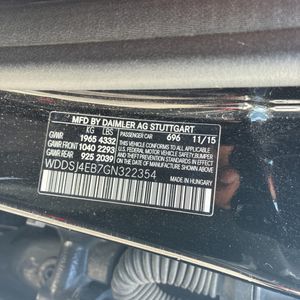 MFD BY DAIMLER AG STUTTGART
KG LBS PASSENGER CAR 696 11/15
GVWR 1965 4332
GAWR FRONT 1040 2293
GAWR REAR 925 2039
THIS VEHICLE CONFORMS TO ALL APPLICABLE
U.S. FEDERAL MOTOR VEHICLE SAFETY, BUMPER,
AND THEFT PREVENTION STANDARDS IN EFFECT
ON THE DATE OF MANUFACTURE SHOWN ABOVE.
WDDSJ4EB7GN322354
MADE IN HUNGARY